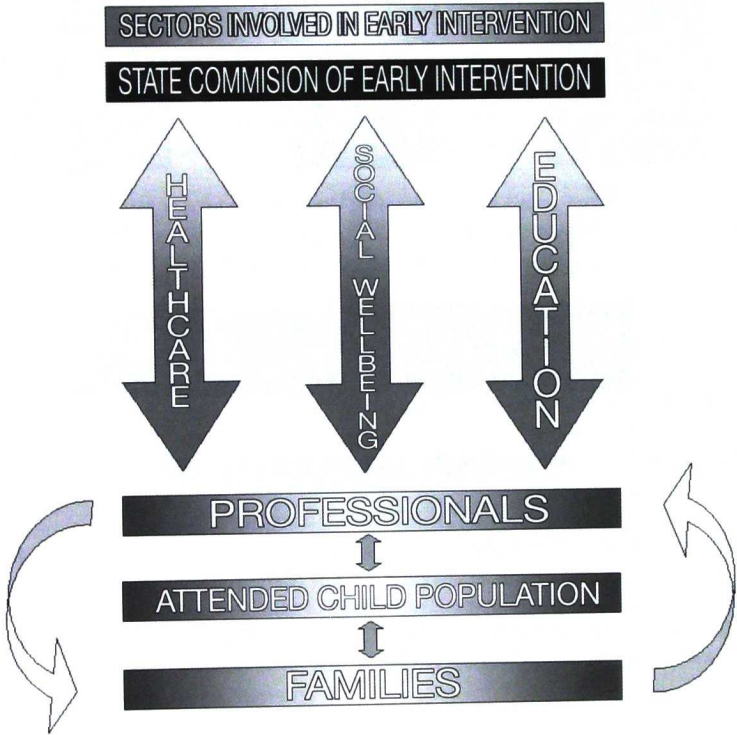 SECTORS INVOLVED IN EARLY INTERVENTION
STATE COMMISION OF EARLY INTERVENTION
HEALTHCARE
SOCIAL WELLBEING
EDUCATION
PROFESSIONALS
ATTENDED CHILD POPULATION
FAMILIES